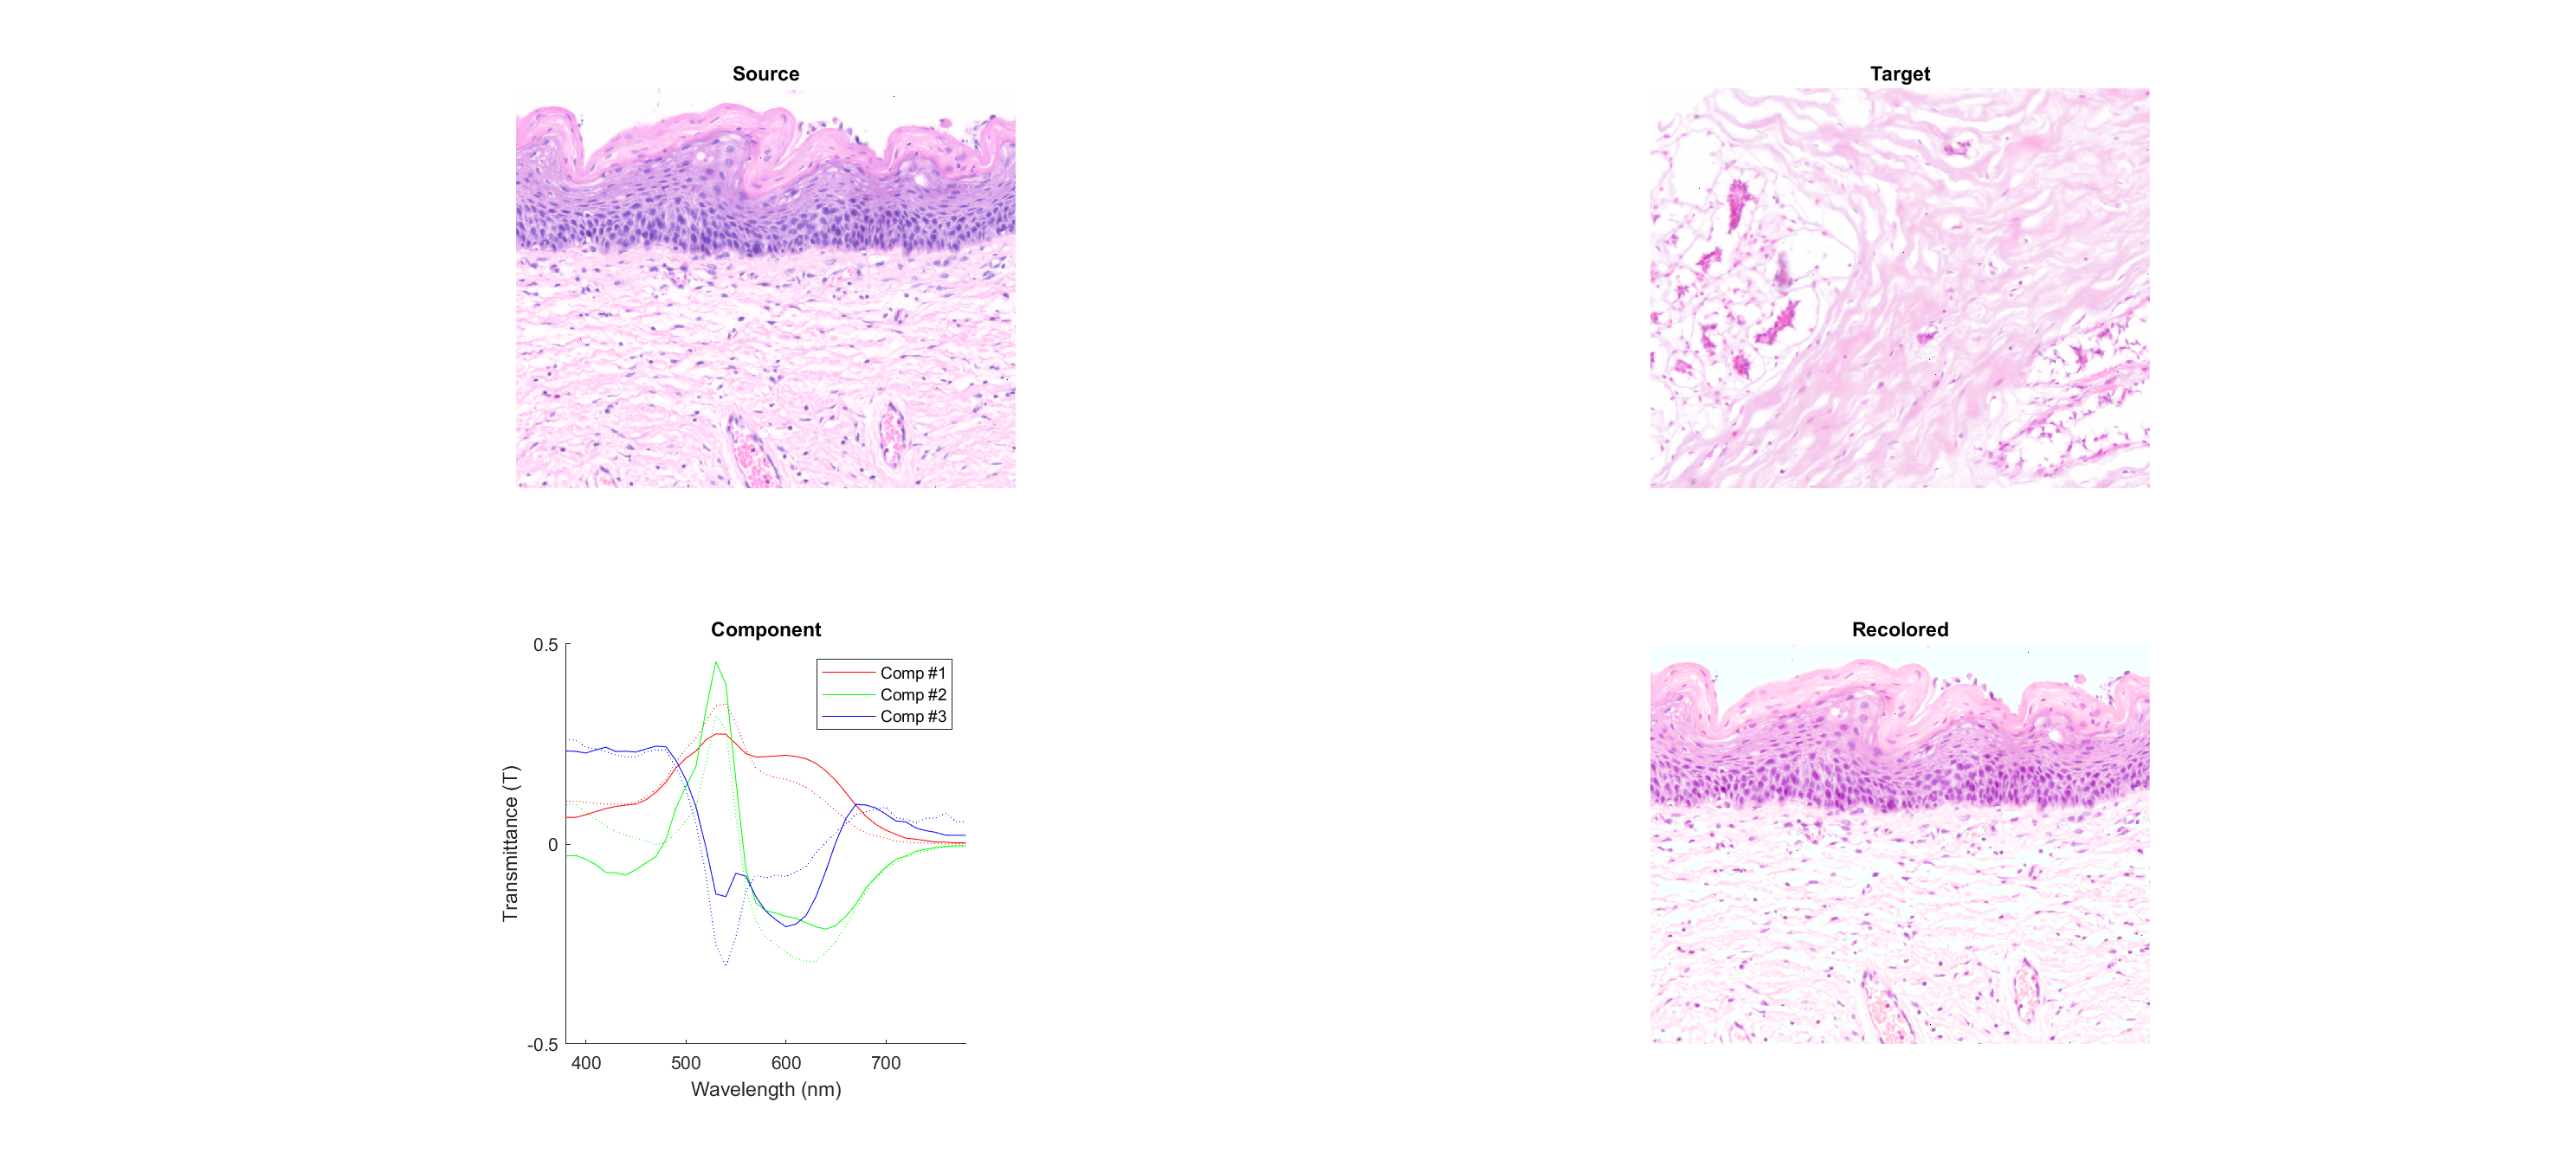 Source
Target
Component
0.5
0
-0.5
Transmittance (T)
400 500 600 700
Wavelength (nm)
Comp #1
Comp #2
Comp #3
Recolored